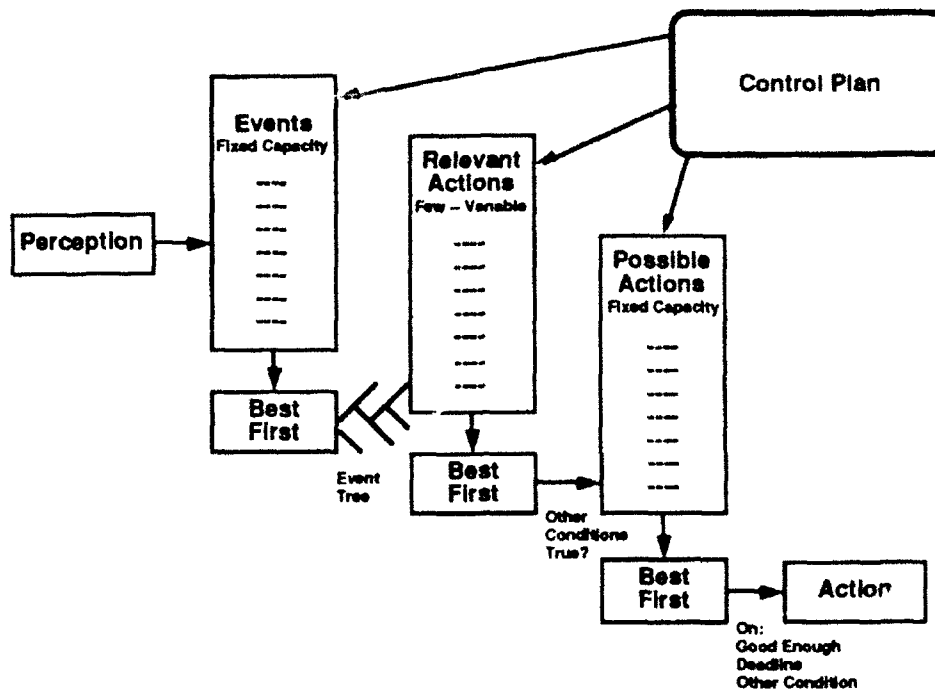 Control Plan
Events
Fixed Capacity
Relevant
Actions
Few -- Variable
Perception
Possible
Actions
Fixed Capacity
Best
First
Event
Tree
Best
First
Other
Conditions
True?
Best
First
Action
On:
Good Enough
Deadline
Other Condition